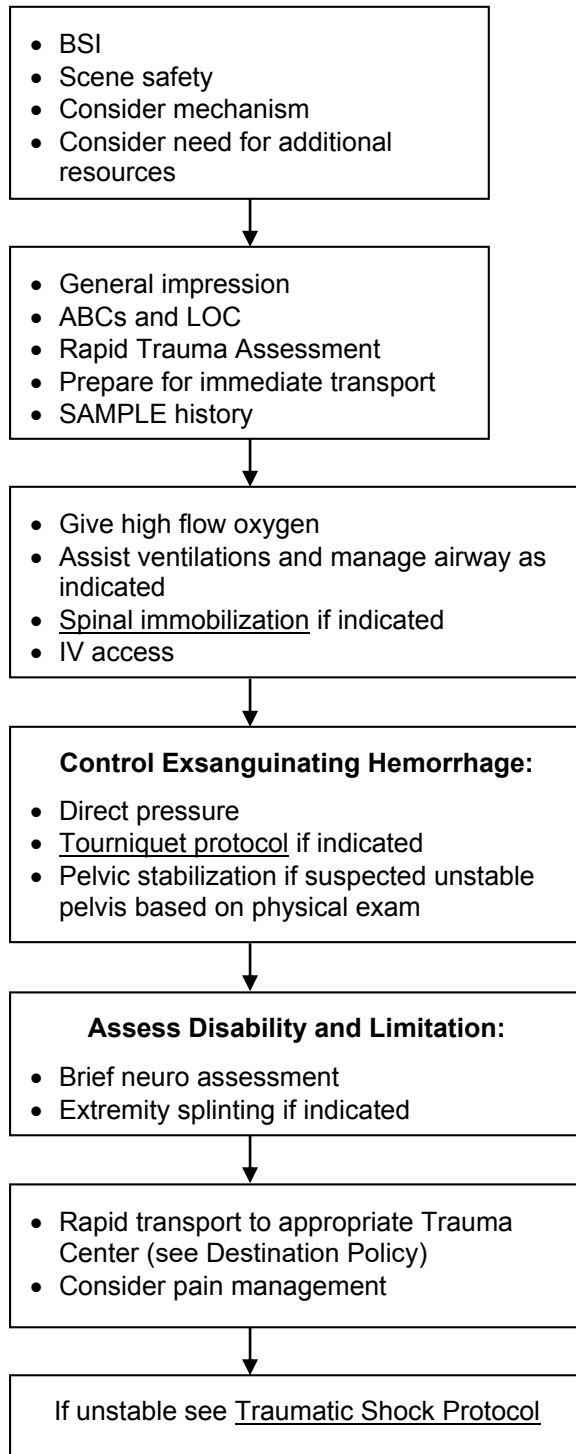 • BSI
• Scene safety
• Consider mechanism
• Consider need for additional
resources
• General impression
• ABCs and LOC
• Rapid Trauma Assessment
• Prepare for immediate transport
• SAMPLE history
• Give high flow oxygen
• Assist ventilations and manage airway as
indicated
• Spinal immobilization if indicated
• IV access
Control Exsanguinating Hemorrhage:
• Direct pressure
• Tourniquet protocol if indicated
• Pelvic stabilization if suspected unstable
pelvis based on physical exam
Assess Disability and Limitation:
• Brief neuro assessment
• Extremity splinting if indicated
• Rapid transport to appropriate Trauma
Center (see Destination Policy)
• Consider pain management
If unstable see Traumatic Shock Protocol